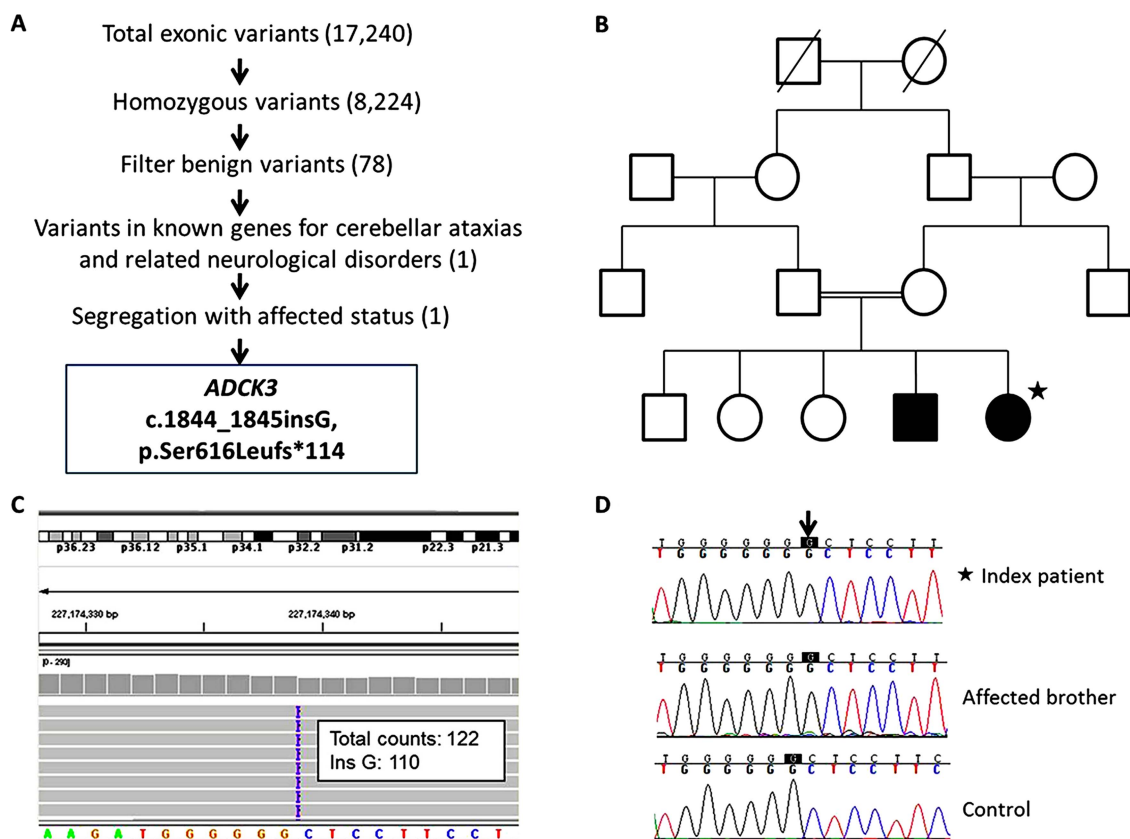 A
Total exonic variants (17,240)
Homozygous variants (8,224)
Filter benign variants (78)
Variants in known genes for cerebellar ataxias
and related neurological disorders (1)
Segregation with affected status (1)
ADCK3
c.1844_1845insG,
p.Ser616Leufs*114
B
C
p36.23 p36.12 p35.1 p34.1 p32.2 p31.2 p22.3 p21.3
227,174,330 bp 227,174,340 bp
[0 - 290]
Total counts: 122
Ins G: 110
A A G A T G G G G G G C T C C T T C C T
D
T G G G G G G G C T C C T T
T G G G G G G G C T C C T T
Index patient
T G G G G G G G C T C C T T
T G G G G G G G C T C C T T
Affected brother
T G G G G G G C T C C T T C
T G G G G G G C T C C T T C
Control